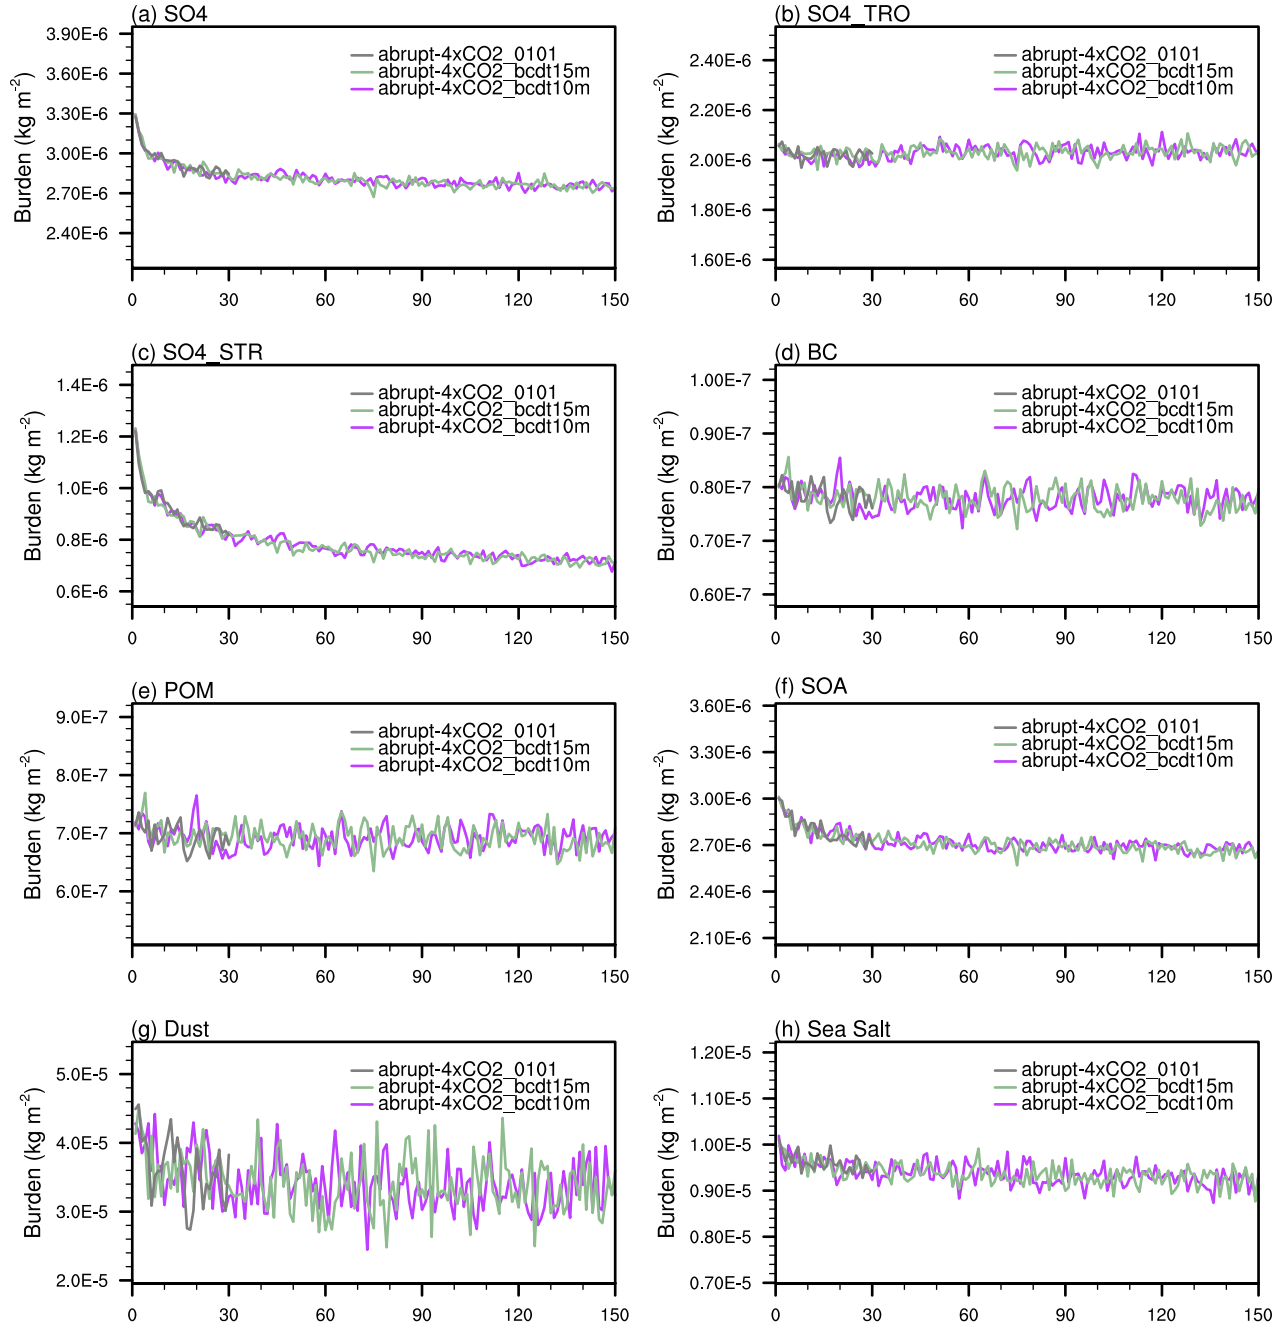 (a) SO4
Burden (kg m-2)
3.90E-6
3.60E-6
3.30E-6
3.00E-6
2.70E-6
2.40E-6
abrupt-4xCO2_0101
abrupt-4xCO2_bcdt15m
abrupt-4xCO2_bcdt10m
0 30 60 90 120 150
(b) SO4_TRO
Burden (kg m-2)
2.40E-6
2.20E-6
2.00E-6
1.80E-6
1.60E-6
abrupt-4xCO2_0101
abrupt-4xCO2_bcdt15m
abrupt-4xCO2_bcdt10m
0 30 60 90 120 150
(c) SO4_STR
Burden (kg m-2)
1.4E-6
1.2E-6
1.0E-6
0.8E-6
0.6E-6
abrupt-4xCO2_0101
abrupt-4xCO2_bcdt15m
abrupt-4xCO2_bcdt10m
0 30 60 90 120 150
(d) BC
Burden (kg m-2)
1.00E-7
0.90E-7
0.80E-7
0.70E-7
0.60E-7
abrupt-4xCO2_0101
abrupt-4xCO2_bcdt15m
abrupt-4xCO2_bcdt10m
0 30 60 90 120 150
(e) POM
Burden (kg m-2)
9.0E-7
8.0E-7
7.0E-7
6.0E-7
abrupt-4xCO2_0101
abrupt-4xCO2_bcdt15m
abrupt-4xCO2_bcdt10m
0 30 60 90 120 150
(f) SOA
Burden (kg m-2)
3.60E-6
3.30E-6
3.00E-6
2.70E-6
2.40E-6
2.10E-6
abrupt-4xCO2_0101
abrupt-4xCO2_bcdt15m
abrupt-4xCO2_bcdt10m
0 30 60 90 120 150
(g) Dust
Burden (kg m-2)
5.0E-5
4.0E-5
3.0E-5
2.0E-5
abrupt-4xCO2_0101
abrupt-4xCO2_bcdt15m
abrupt-4xCO2_bcdt10m
0 30 60 90 120 150
(h) Sea Salt
Burden (kg m-2)
1.20E-5
1.10E-5
1.00E-5
0.90E-5
0.80E-5
0.70E-5
abrupt-4xCO2_0101
abrupt-4xCO2_bcdt15m
abrupt-4xCO2_bcdt10m
0 30 60 90 120 150